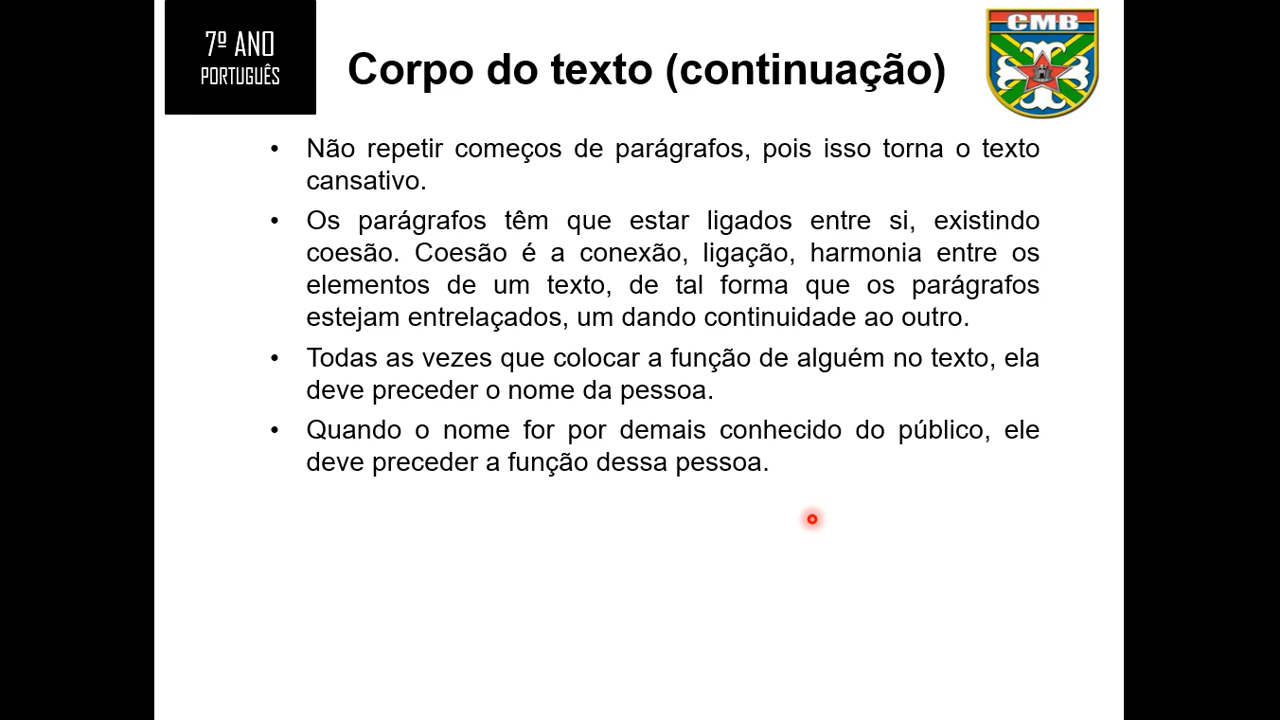 7º ANO
PORTUGUÊS
Corpo do texto (continuação)
CMB
• Não repetir começos de parágrafos, pois isso torna o texto
cansativo.
• Os parágrafos têm que estar ligados entre si, existindo
coesão. Coesão é a conexão, ligação, harmonia entre os
elementos de um texto, de tal forma que os parágrafos
estejam entrelaçados, um dando continuidade ao outro.
• Todas as vezes que colocar a função de alguém no texto, ela
deve preceder o nome da pessoa.
• Quando o nome for por demais conhecido do público, ele
deve preceder a função dessa pessoa.